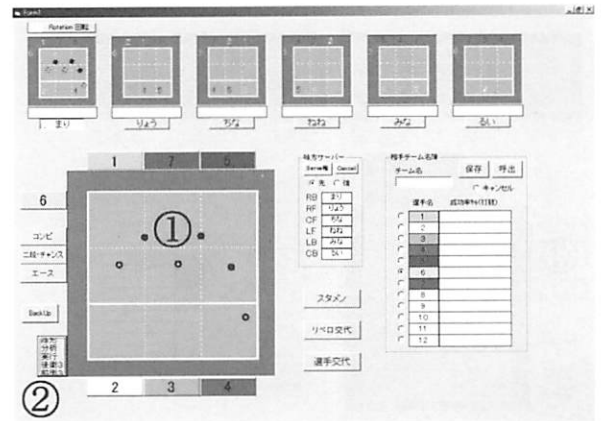 Form1
Rotation 回転
まり
りょう
ちな
ねね
みな
るい
1 7 5
6
コンビ
二段・チャンス
エース
BackUp
①
②
2 3 4
味方サーバー
Serve権 Cancel
先 後
RB まり
RF りょう
CF ちな
LF ねね
LB みな
CB るい
スタメン
リベロ交代
選手交代
相手チーム名簿
チーム名
保存 呼出
キャンセル
選手名
1
2
3
6
8
9
10
11
12